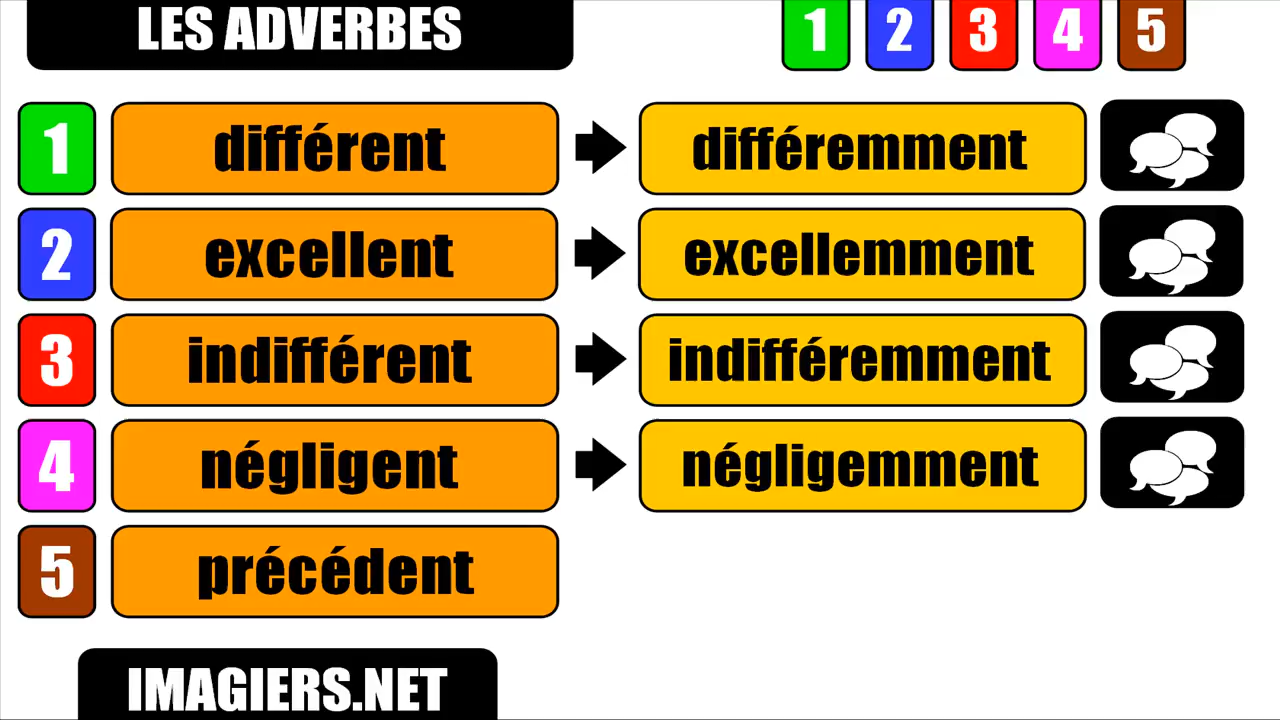 LES ADVERBES
1 2 3 4 5
1 différent différemment
2 excellent excellemment
3 indifférent indifféremment
4 négligent négligemment
5 précédent
IMAGIERS.NET